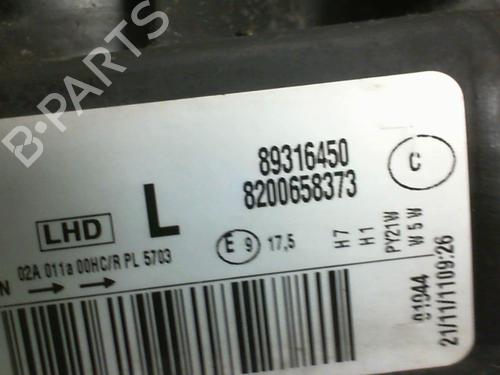 B-PARTS
89316450
8200658373
C
LHD
L
E 9 17,5
H7
H1
PY21W
W5W
02A 011a 00HC/R PL 5703
N
01944
21/11/1109:26